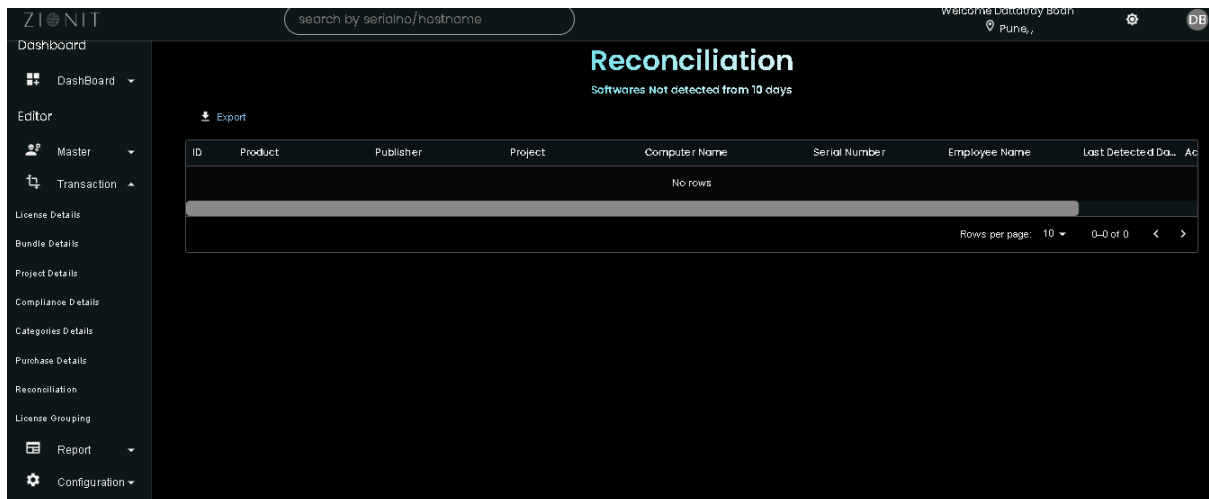 ZIONIT
search by serialno/hostname
Welcome Dattatray Bodh
Pune,,
DB
Dashboard
DashBoard
Editor
Master
Transaction
License Details
Bundle Details
Project Details
Compliance Details
Categories Details
Purchase Details
Reconciliation
License Grouping
Report
Configuration
Reconciliation
Softwares Not detected from 10 days
Export
ID Product Publisher Project Computer Name Serial Number Employee Name Last Detected Da... Ac
No rows
Rows per page: 10 0–0 of 0